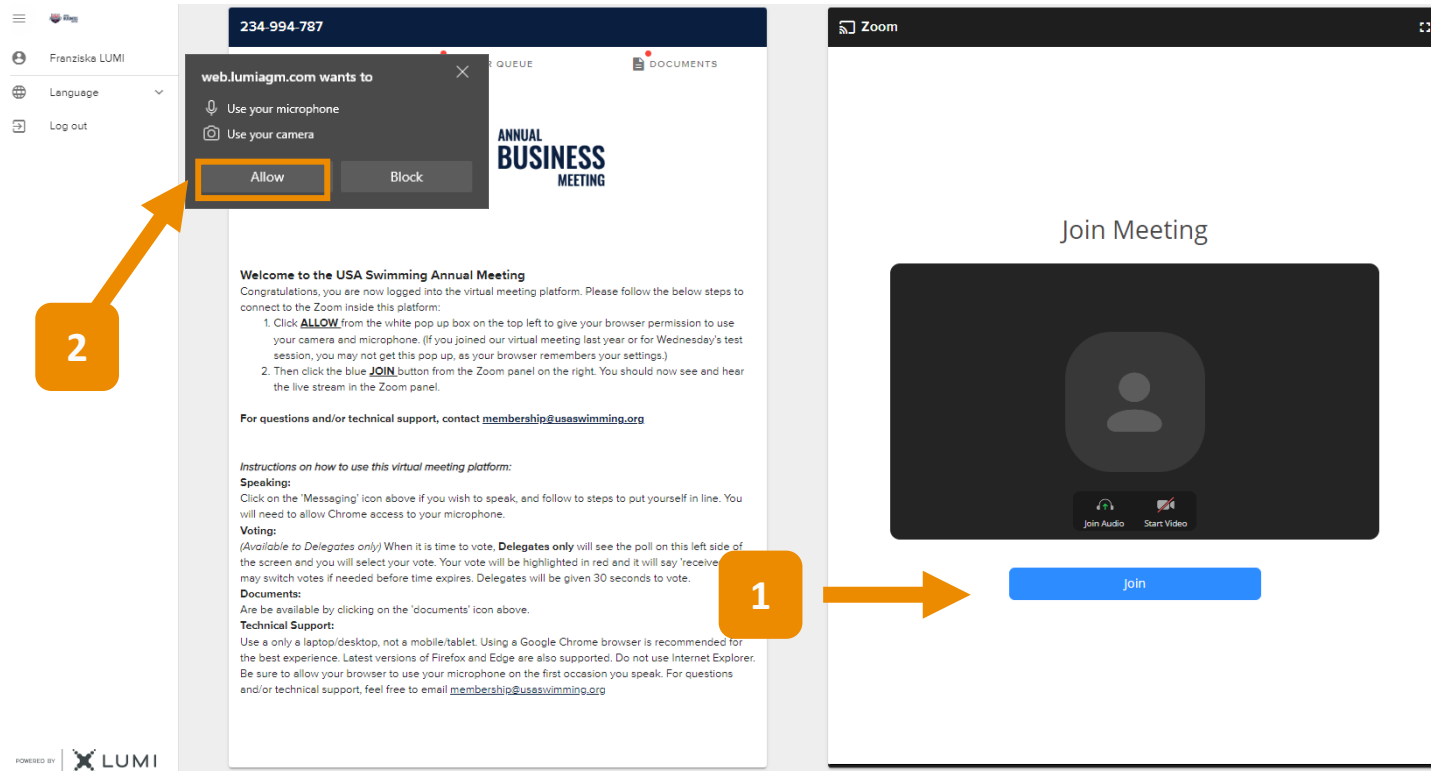 Franziska LUMI
Language
Log out
POWERED BY
LUMI
234-994-787
QUEUE
DOCUMENTS
web.lumiagm.com wants to
Use your microphone
Use your camera
Allow
Block
ANNUAL
BUSINESS
MEETING
2
Welcome to the USA Swimming Annual Meeting
Congratulations, you are now logged into the virtual meeting platform. Please follow the below steps to
connect to the Zoom inside this platform:
1. Click ALLOW from the white pop up box on the top left to give your browser permission to use
your camera and microphone. (If you joined our virtual meeting last year or for Wednesday's test
session, you may not get this pop up, as your browser remembers your settings.)
2. Then click the blue JOIN button from the Zoom panel on the right. You should now see and hear
the live stream in the Zoom panel.
For questions and/or technical support, contact membership@usaswimming.org
Instructions on how to use this virtual meeting platform:
Speaking:
Click on the 'Messaging' icon above if you wish to speak, and follow to steps to put yourself in line. You
will need to allow Chrome access to your microphone.
Voting:
(Available to Delegates only) When it is time to vote, Delegates only will see the poll on this left side of
the screen and you will select your vote. Your vote will be highlighted in red and it will say 'receive
may switch votes if needed before time expires. Delegates will be given 30 seconds to vote.
Documents:
Are be available by clicking on the 'documents' icon above.
Technical Support:
Use a only a laptop/desktop, not a mobile/tablet. Using a Google Chrome browser is recommended for
the best experience. Latest versions of Firefox and Edge are also supported. Do not use Internet Explorer.
Be sure to allow your browser to use your microphone on the first occasion you speak. For questions
and/or technical support, feel free to email membership@usaswimming.org
1
Zoom
Join Meeting
Join Audio
Start Video
Join